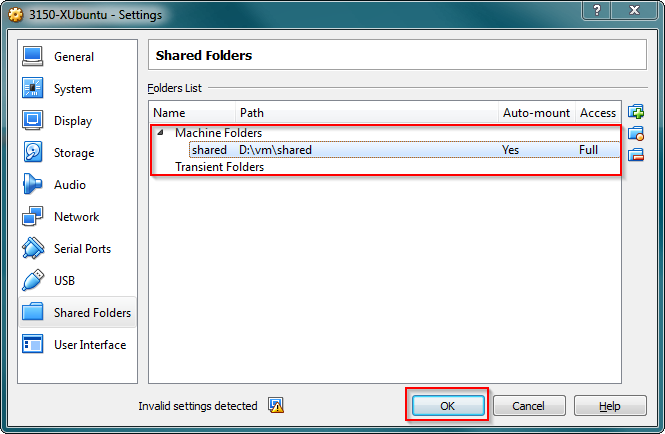 3150-XUbuntu - Settings
?
General
System
Display
Storage
Audio
Network
Serial Ports
USB
Shared Folders
User Interface
Shared Folders
Folders List
Name Path Auto-mount Access
Machine Folders
shared D:\vm\shared Yes Full
Transient Folders
Invalid settings detected
OK Cancel Help